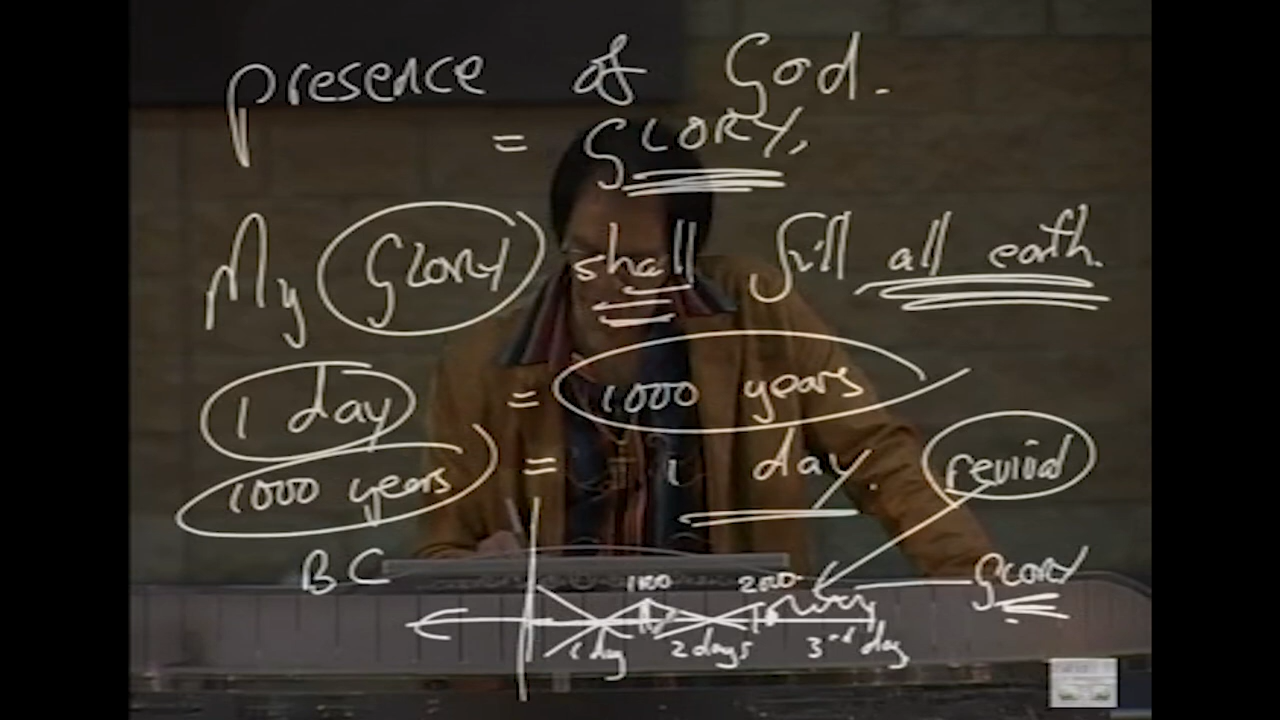 presence of God.
= GLORY,
My GLORY shall fill all earth.
1 day = 1000 years
1000 years = 1 day.
revival
BC
1000 2000
GLORY
1 day 2 days 3rd day